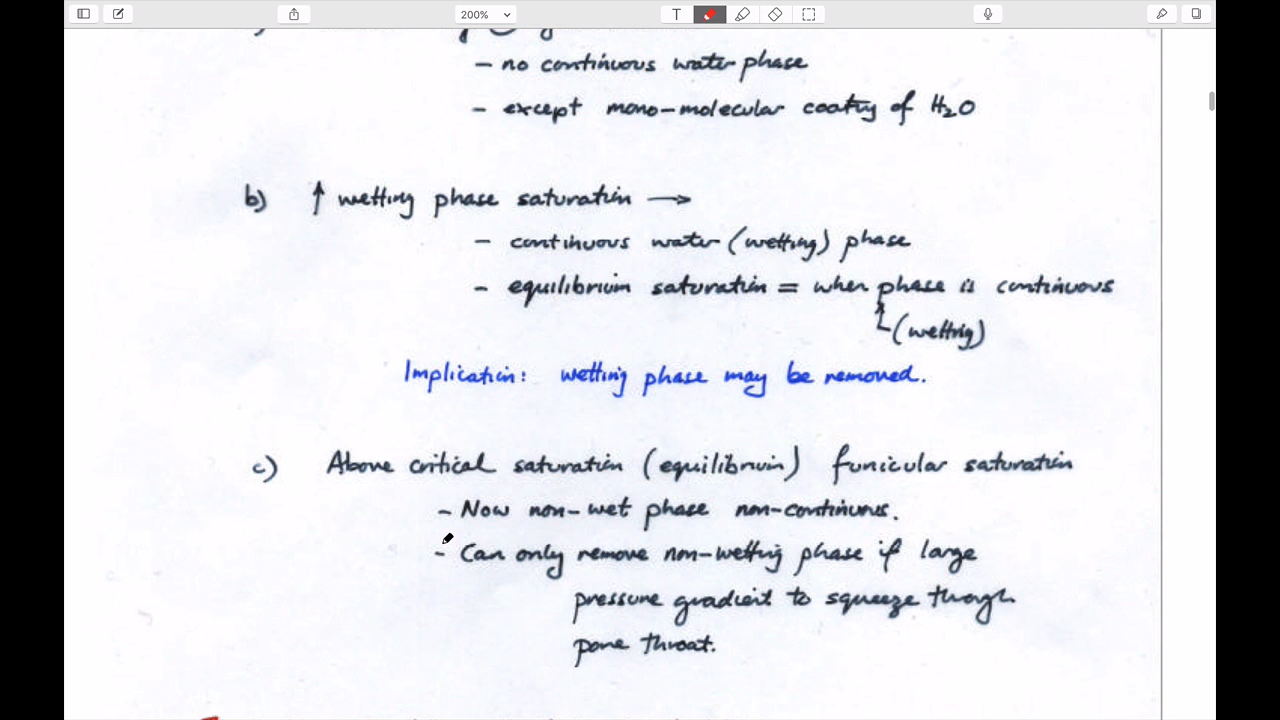 200%
T
- no continuous water phase
- except mono-molecular coating of H2O
b) ↑ wetting phase saturation →
- continuous water (wetting) phase
- equilibrium saturation = when phase is continuous
(wetting)
Implication: wetting phase may be removed.
c) Above critical saturation (equilibrium) funicular saturation
- Now non-wet phase non-continuous.
- Can only remove non-wetting phase if large
pressure gradient to squeeze though
pore throat.